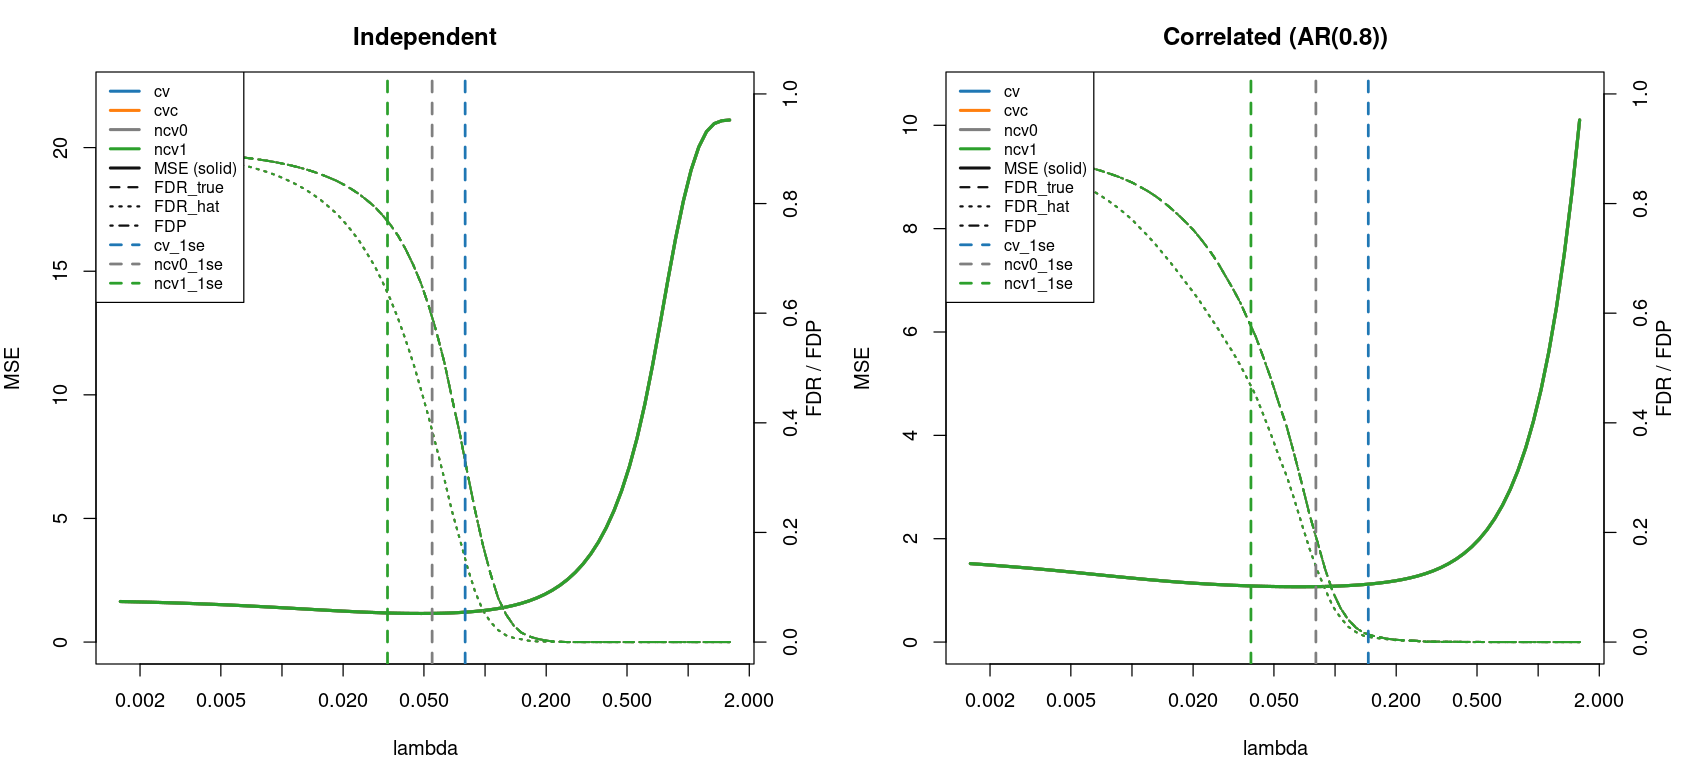 Independent
cv
cvc
ncv0
ncv1
MSE (solid)
FDR_true
FDR_hat
FDP
cv_1se
ncv0_1se
ncv1_1se
MSE
0
5
10
15
20
FDR / FDP
0.0
0.2
0.4
0.6
0.8
1.0
0.002
0.005
0.020
0.050
0.200
0.500
2.000
lambda
Correlated (AR(0.8))
cv
cvc
ncv0
ncv1
MSE (solid)
FDR_true
FDR_hat
FDP
cv_1se
ncv0_1se
ncv1_1se
MSE
0
2
4
6
8
10
FDR / FDP
0.0
0.2
0.4
0.6
0.8
1.0
0.002
0.005
0.020
0.050
0.200
0.500
2.000
lambda